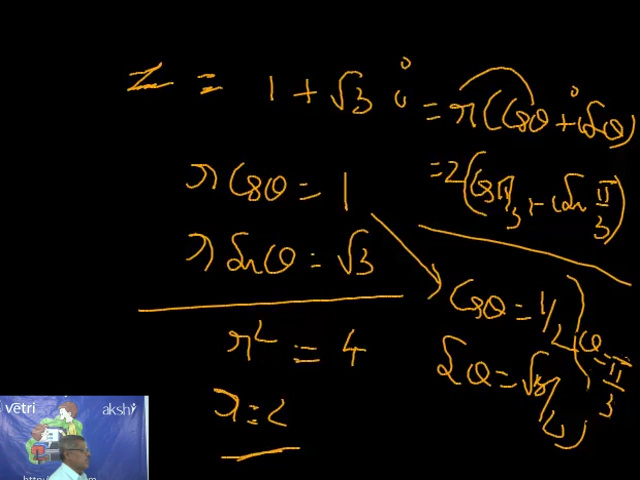 Z = 1 + √3 i = r(cosθ + i sinθ)
= 2(cos π/3 + i sin π/3)
r cosθ = 1
r sinθ = √3
r² = 4
r = 2
cosθ = 1/2
sinθ = √3/2
θ = π/3
vetri akshi
http://